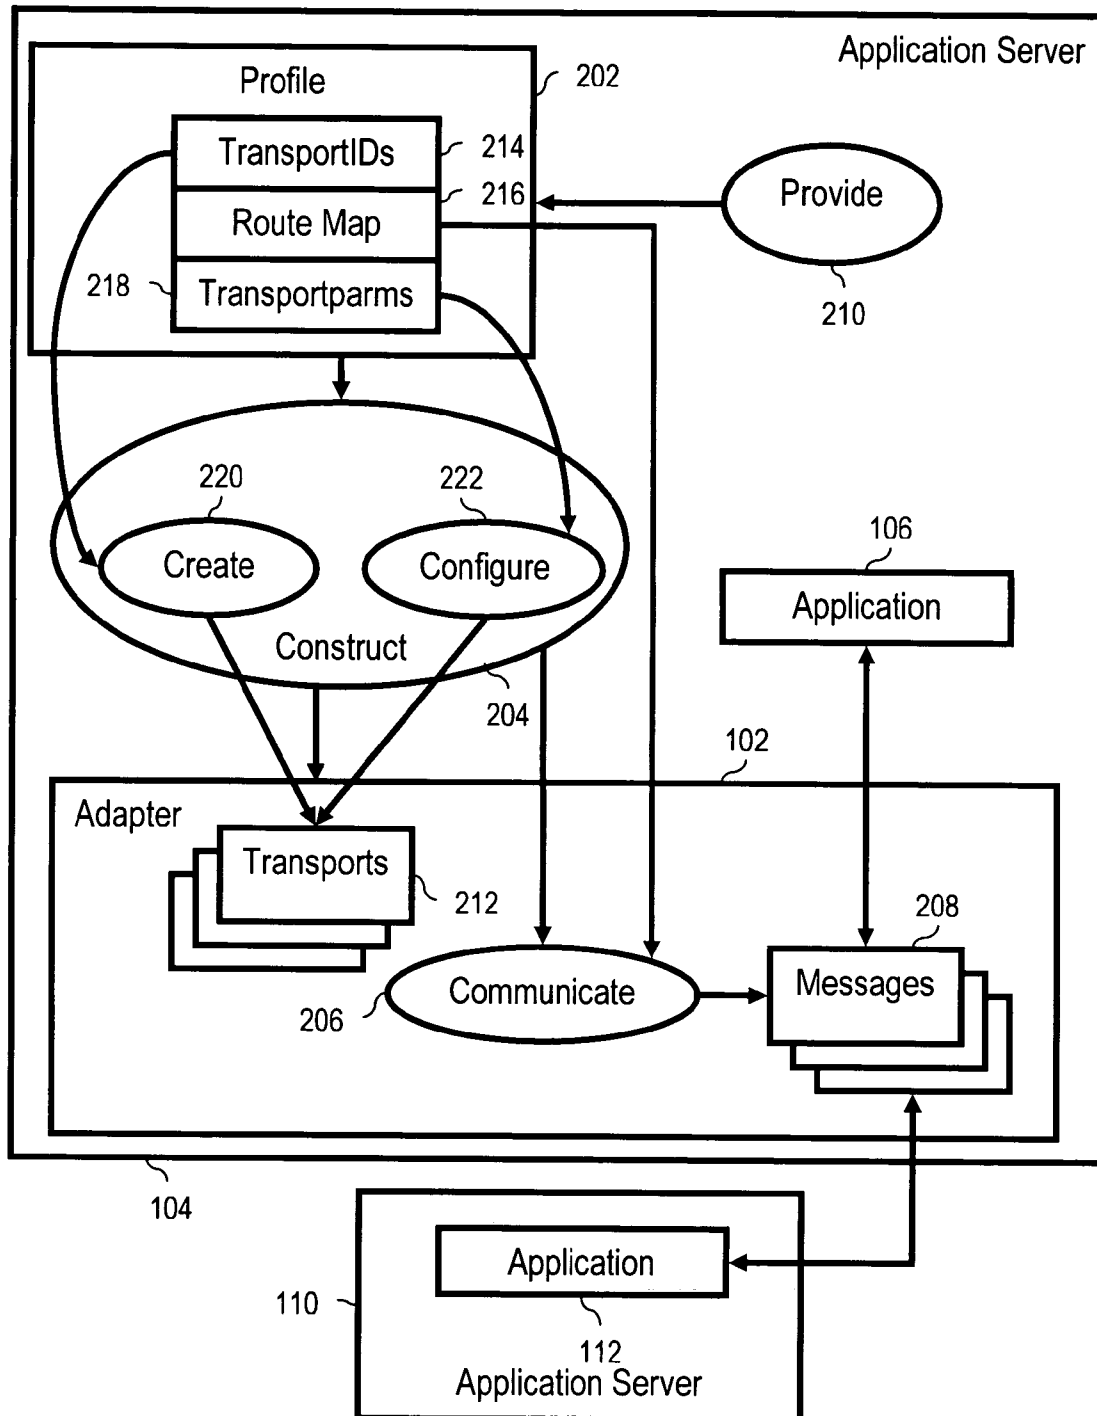 Application Server
Profile
202
TransportIDs
214
216
Route Map
218
Transportparms
Provide
210
220
222
Create
Configure
Construct
204
106
Application
102
Adapter
Transports
212
208
Messages
Communicate
206
104
Application
110
112
Application Server